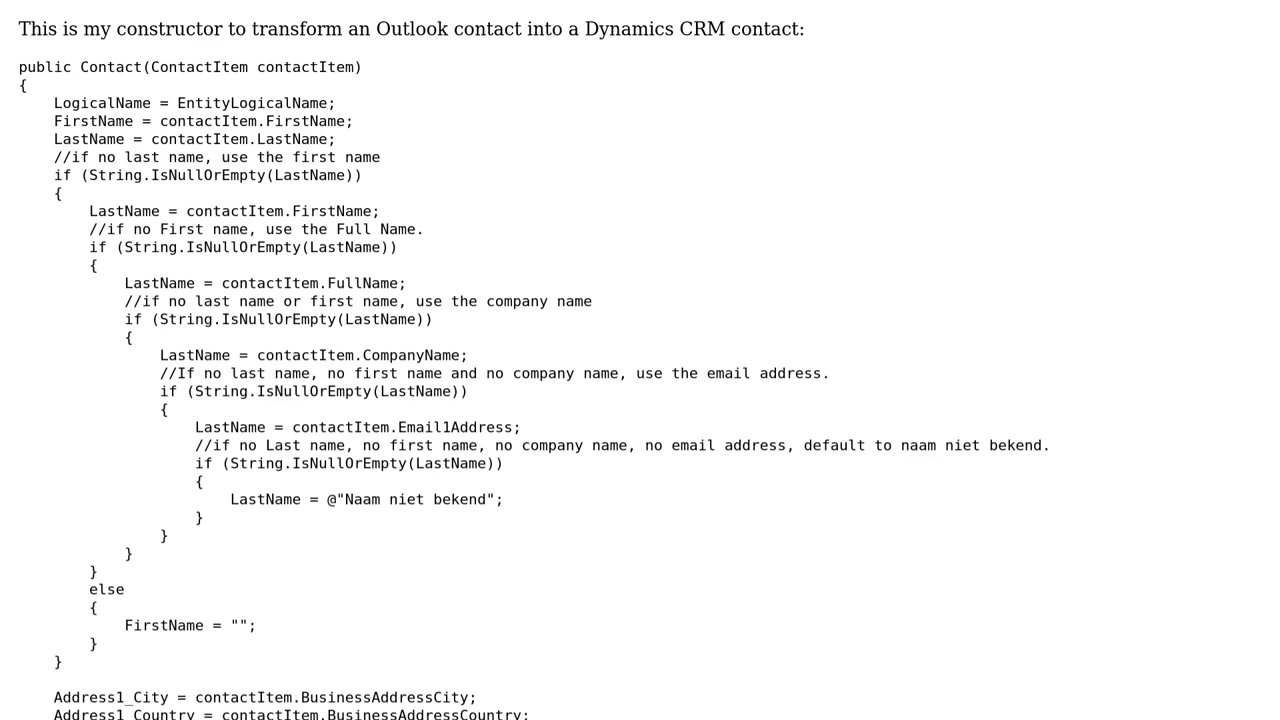 This is my constructor to transform an Outlook contact into a Dynamics CRM contact:
public Contact(ContactItem contactItem)
{
    LogicalName = EntityLogicalName;
    FirstName = contactItem.FirstName;
    LastName = contactItem.LastName;
    //if no last name, use the first name
    if (String.IsNullOrEmpty(LastName))
    {
        LastName = contactItem.FirstName;
        //if no First name, use the Full Name.
        if (String.IsNullOrEmpty(LastName))
        {
            LastName = contactItem.FullName;
            //if no last name or first name, use the company name
            if (String.IsNullOrEmpty(LastName))
            {
                LastName = contactItem.CompanyName;
                //If no last name, no first name and no company name, use the email address.
                if (String.IsNullOrEmpty(LastName))
                {
                    LastName = contactItem.Email1Address;
                    //if no Last name, no first name, no company name, no email address, default to naam niet bekend.
                    if (String.IsNullOrEmpty(LastName))
                    {
                        LastName = @"Naam niet bekend";
                    }
                }
            }
        }
        else
        {
            FirstName = "";
        }
    }
    Address1_City = contactItem.BusinessAddressCity;
    Address1_Country = contactItem.BusinessAddressCountry;